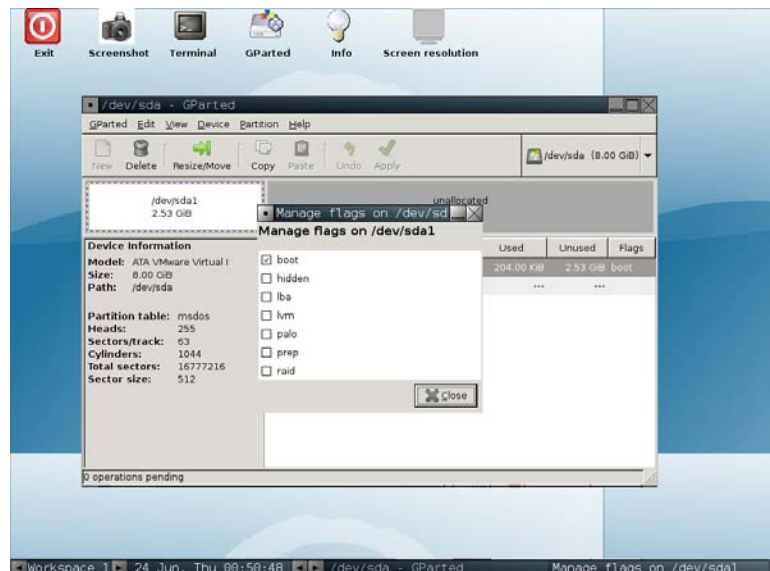 Exit Screenshot Terminal GParted Info Screen resolution
/dev/sda - GParted
GParted Edit View Device Partition Help
New Delete Resize/Move Copy Paste Undo Apply /dev/sda (8.00 GiB)
/dev/sda1
2.53 GiB
unallocated
Manage flags on /dev/sd
Manage flags on /dev/sda1
boot
hidden
lba
lvm
palo
prep
raid
Close
Device Information
Model: ATA VMware Virtual I
Size: 8.00 GiB
Path: /dev/sda
Partition table: msdos
Heads: 255
Sectors/track: 63
Cylinders: 1044
Total sectors: 16777216
Sector size: 512
Used Unused Flags
204.00 KiB 2.53 GiB boot
--- ---
0 operations pending
Workspace 1 24 Jun, Thu 00:50:48 /dev/sda - GParted Manage flags on /dev/sda1